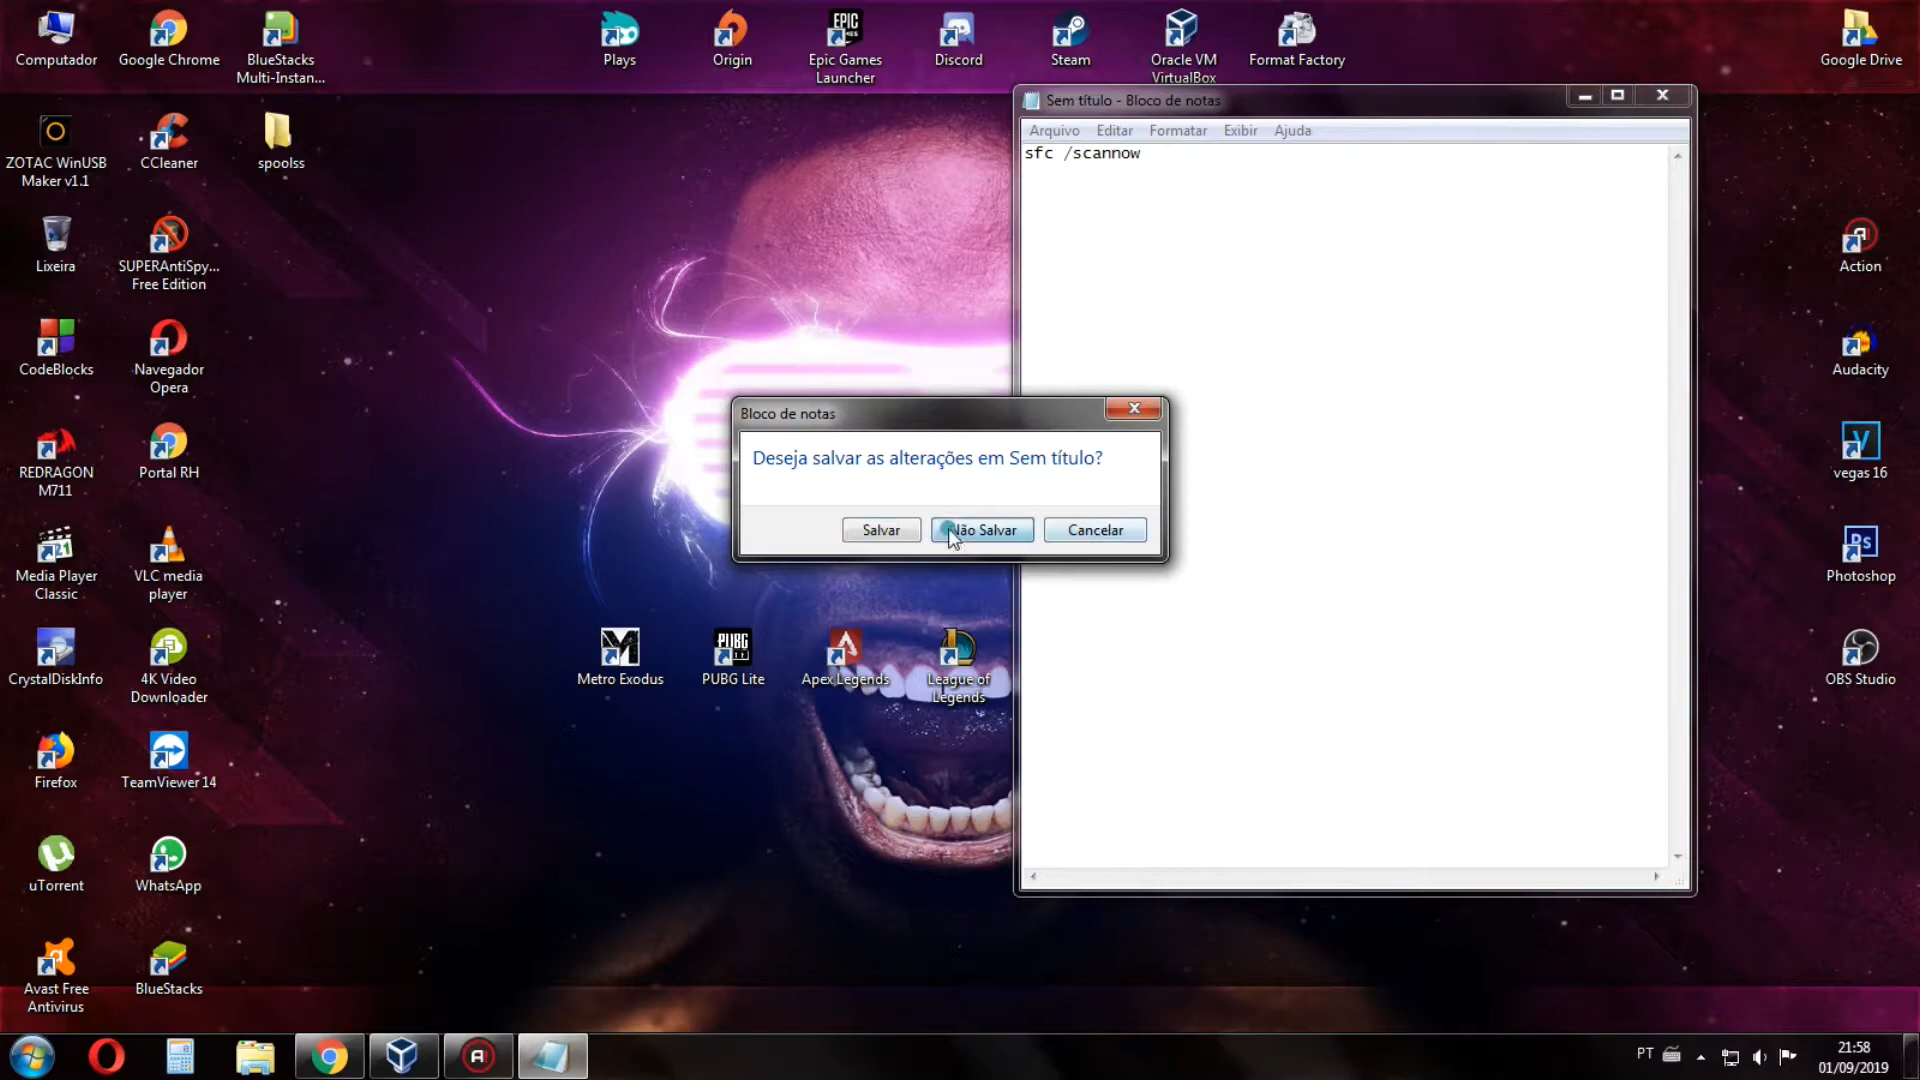 Computador
Google Chrome
BlueStacks
Multi-Instan...
Plays
Origin
EPIC
GAMES
Epic Games
Launcher
Discord
Steam
Oracle VM
VirtualBox
Format Factory
Google Drive
ZOTAC WinUSB
Maker v1.1
CCleaner
spoolss
Sem título - Bloco de notas
Arquivo Editar Formatar Exibir Ajuda
sfc /scannow
Lixeira
SUPERAntiSpy...
Free Edition
Action
CodeBlocks
Navegador
Opera
Audacity
Bloco de notas
Deseja salvar as alterações em Sem título?
Salvar
Não Salvar
Cancelar
REDRAGON
M711
Portal RH
V
vegas 16
Media Player
Classic
VLC media
player
Ps
Photoshop
CrystalDiskInfo
4K Video
Downloader
Metro Exodus
PUBG
PUBG Lite
Apex Legends
League of
Legends
OBS Studio
Firefox
TeamViewer 14
uTorrent
WhatsApp
Avast Free
Antivirus
BlueStacks
PT
21:58
01/09/2019